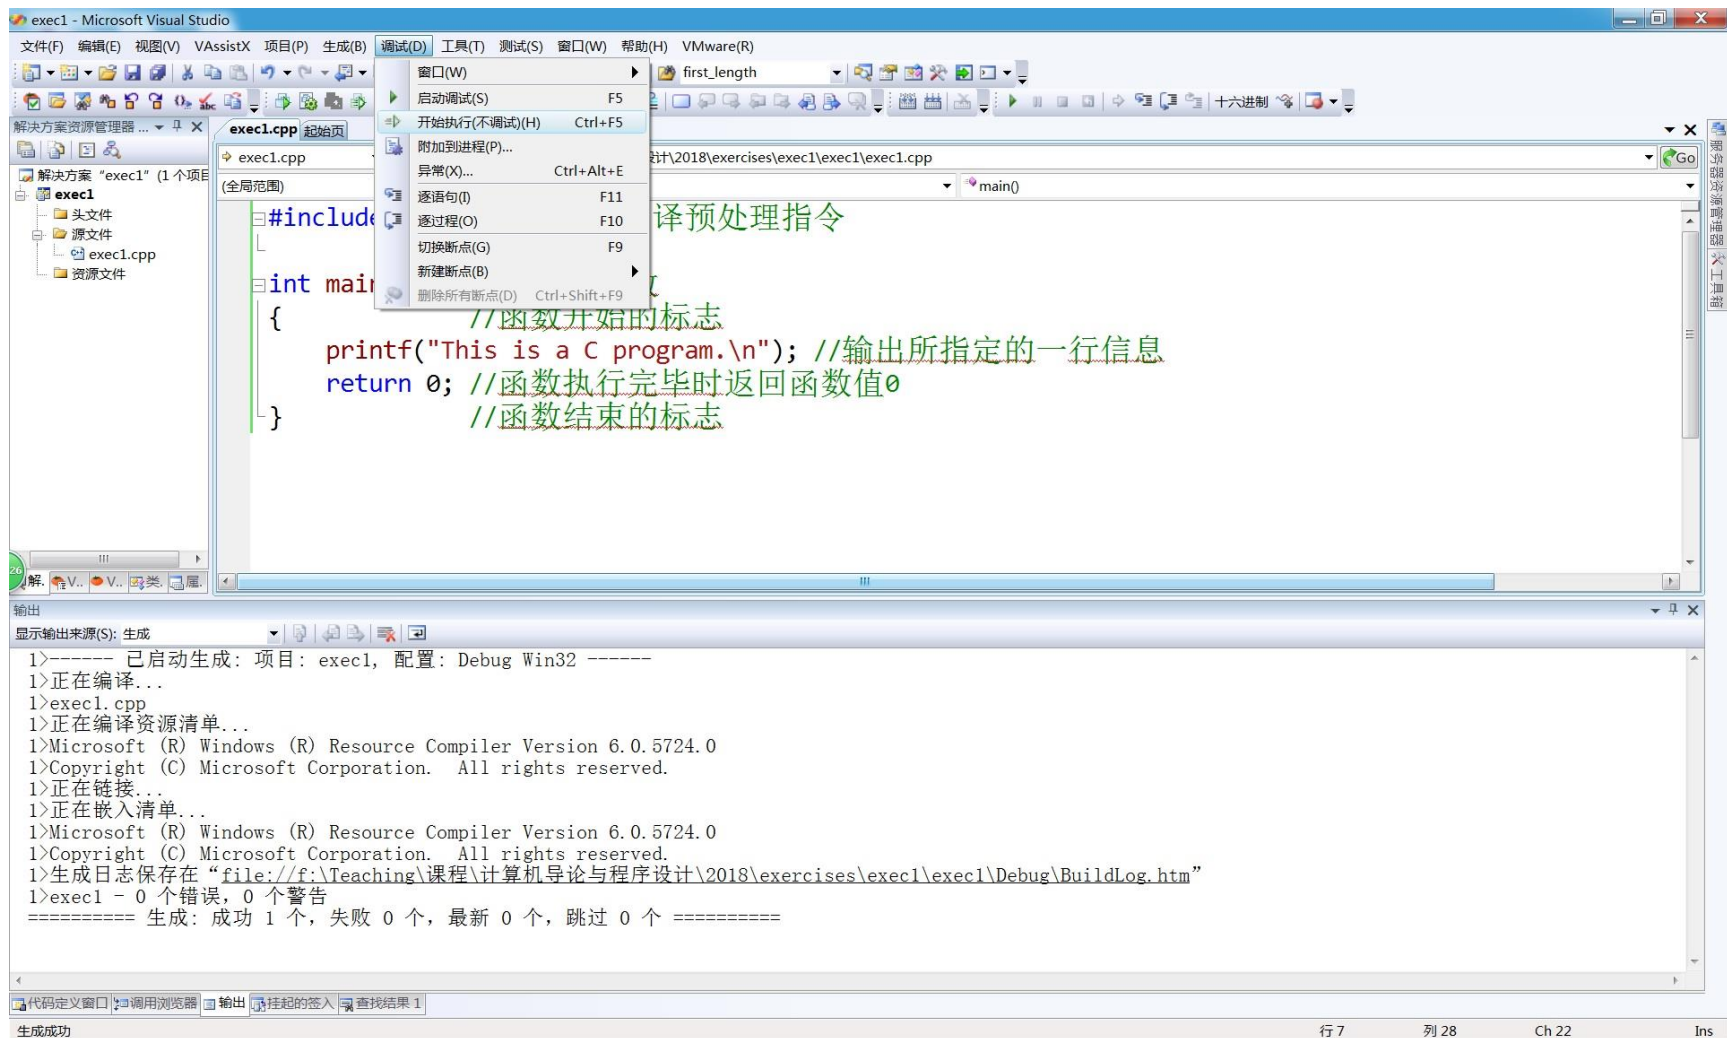 exec1 - Microsoft Visual Studio
文件(F) 编辑(E) 视图(V) VAssistX 项目(P) 生成(B) 调试(D) 工具(T) 测试(S) 窗口(W) 帮助(H) VMware(R)
first_length
十六进制
解决方案资源管理器 ...
exec1.cpp 起始页
解决方案 "exec1" (1 个项目
exec1
头文件
源文件
exec1.cpp
资源文件
窗口(W)
启动调试(S) F5
开始执行(不调试)(H) Ctrl+F5
附加到进程(P)...
异常(X)... Ctrl+Alt+E
逐语句(I) F11
逐过程(O) F10
切换断点(G) F9
新建断点(B)
删除所有断点(D) Ctrl+Shift+F9
exec1.cpp
计\2018\exercises\exec1\exec1\exec1.cpp
Go
(全局范围)
main()
#include 译预处理指令
int main
{ //函数开始的标志
printf("This is a C program.\n"); //输出所指定的一行信息
return 0; //函数执行完毕时返回函数值0
} //函数结束的标志
服务器资源管理器
工具箱
26
解. V.. V.. 类. 属.
输出
显示输出来源(S): 生成
1>------ 已启动生成: 项目: exec1, 配置: Debug Win32 ------
1>正在编译...
1>exec1.cpp
1>正在编译资源清单...
1>Microsoft (R) Windows (R) Resource Compiler Version 6.0.5724.0
1>Copyright (C) Microsoft Corporation.  All rights reserved.
1>正在链接...
1>正在嵌入清单...
1>Microsoft (R) Windows (R) Resource Compiler Version 6.0.5724.0
1>Copyright (C) Microsoft Corporation.  All rights reserved.
1>生成日志保存在“file://f:\Teaching\课程\计算机导论与程序设计\2018\exercises\exec1\exec1\Debug\BuildLog.htm”
1>exec1 - 0 个错误，0 个警告
========== 生成: 成功 1 个，失败 0 个，最新 0 个，跳过 0 个 ==========
代码定义窗口 调用浏览器 输出 挂起的签入 查找结果 1
生成成功 行 7 列 28 Ch 22 Ins